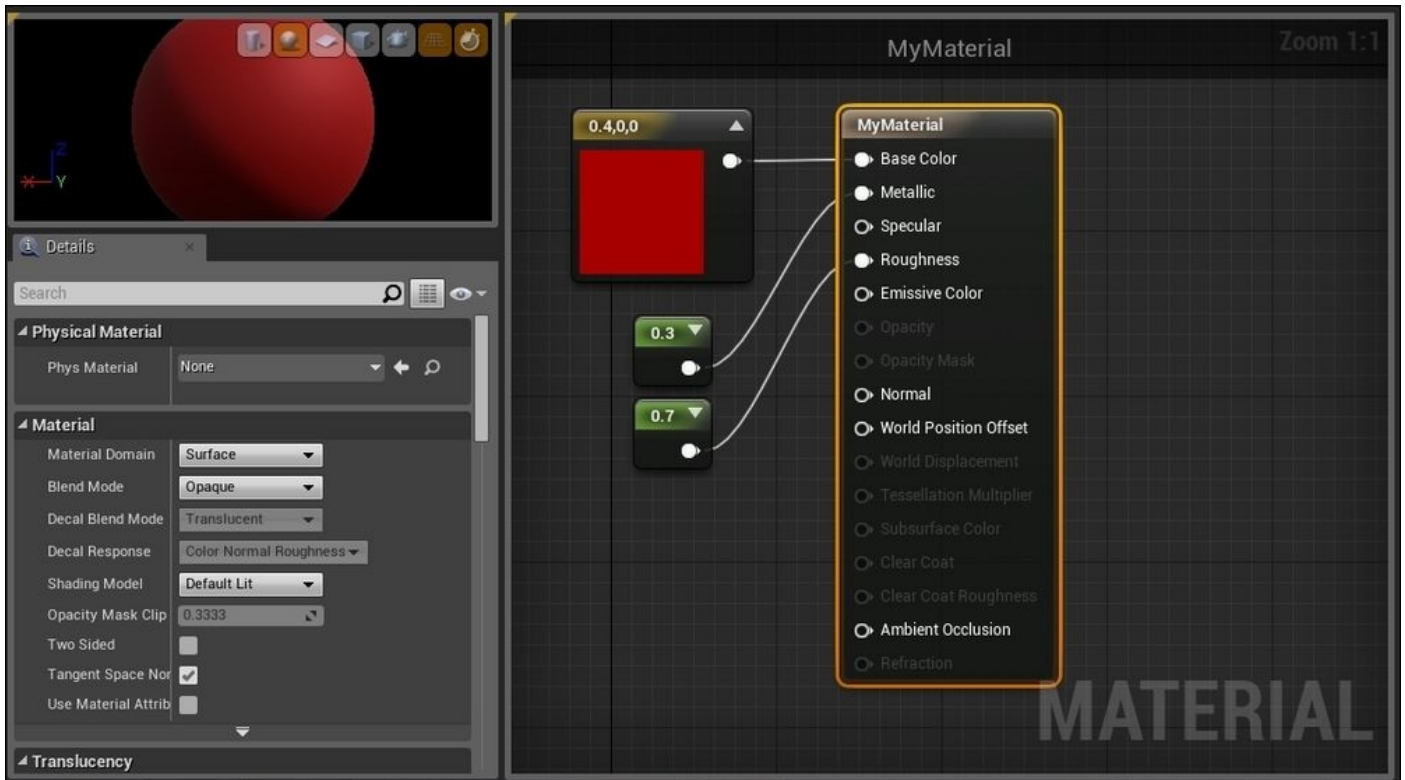 Z
X
Y
Details
Search
Physical Material
Phys Material
None
Material
Material Domain
Surface
Blend Mode
Opaque
Decal Blend Mode
Translucent
Decal Response
Color Normal Roughness
Shading Model
Default Lit
Opacity Mask Clip
0.3333
Two Sided
Tangent Space Nor
Use Material Attrib
Translucency
MyMaterial
Zoom 1:1
0.4,0,0
0.3
0.7
MyMaterial
Base Color
Metallic
Specular
Roughness
Emissive Color
Opacity
Opacity Mask
Normal
World Position Offset
World Displacement
Tessellation Multiplier
Subsurface Color
Clear Coat
Clear Coat Roughness
Ambient Occlusion
Refraction
MATERIAL